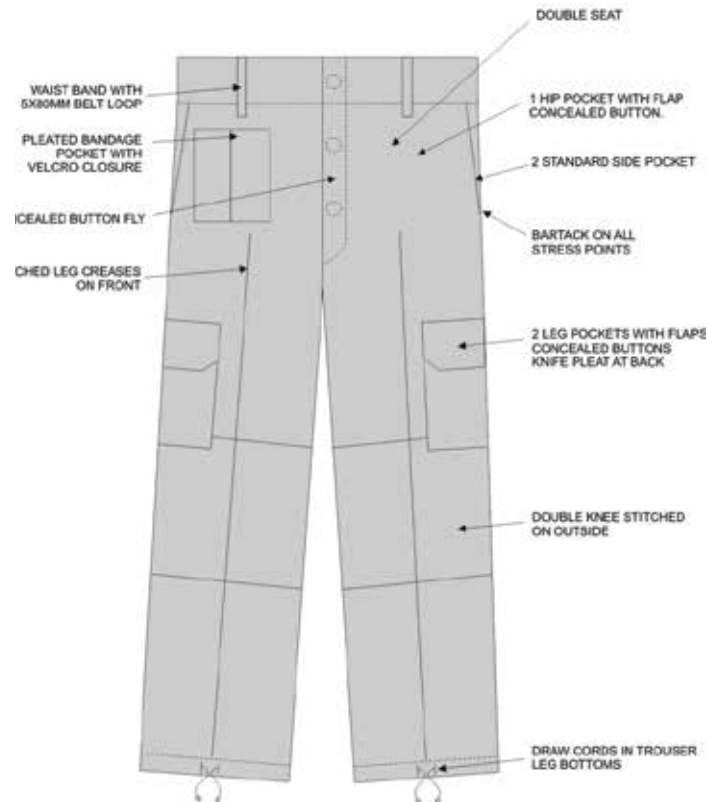 DOUBLE SEAT
WAIST BAND WITH
5X80MM BELT LOOP
1 HIP POCKET WITH FLAP
CONCEALED BUTTON.
PLEATED BANDAGE
POCKET WITH
VELCRO CLOSURE
2 STANDARD SIDE POCKET
CEALED BUTTON FLY
BARTACK ON ALL
STRESS POINTS
CHED LEG CREASES
ON FRONT
2 LEG POCKETS WITH FLAPS
CONCEALED BUTTONS
KNIFE PLEAT AT BACK
DOUBLE KNEE STITCHED
ON OUTSIDE
DRAW CORDS IN TROUSER
LEG BOTTOMS